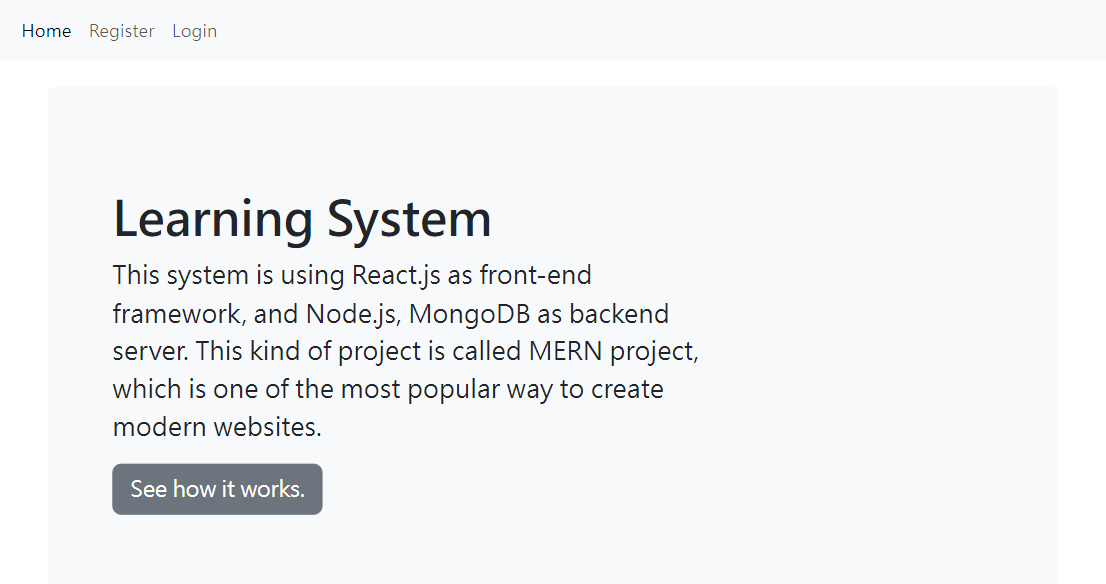 Home Register Login
Learning System
This system is using React.js as front-end
framework, and Node.js, MongoDB as backend
server. This kind of project is called MERN project,
which is one of the most popular way to create
modern websites.
See how it works.